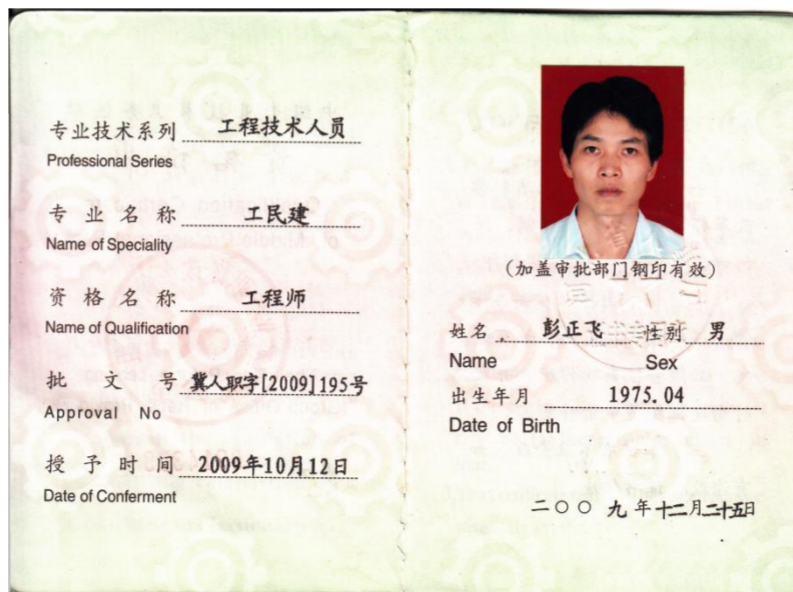 专业技术系列 工程技术人员
Professional Series
专业名称 工民建
Name of Speciality
资格名称 工程师
Name of Qualification
批文号 冀人职字[2009]195号
Approval No
授予时间 2009年10月12日
Date of Conferment
(加盖审批部门钢印有效)
姓名 彭正飞 性别 男
Name Sex
出生年月 1975.04
Date of Birth
二〇〇九年十二月二十五日